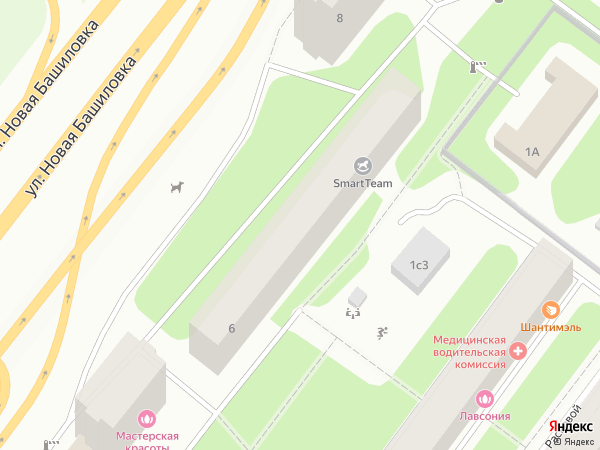 8
ул. Новая Башиловка
ул. Новая Башиловка
1А
SmartTeam
1с3
6
Шантимэль
Медицинская
водительская
комиссия
Лавсония
Мастерская
красоты
Яндекс
© Яндекс